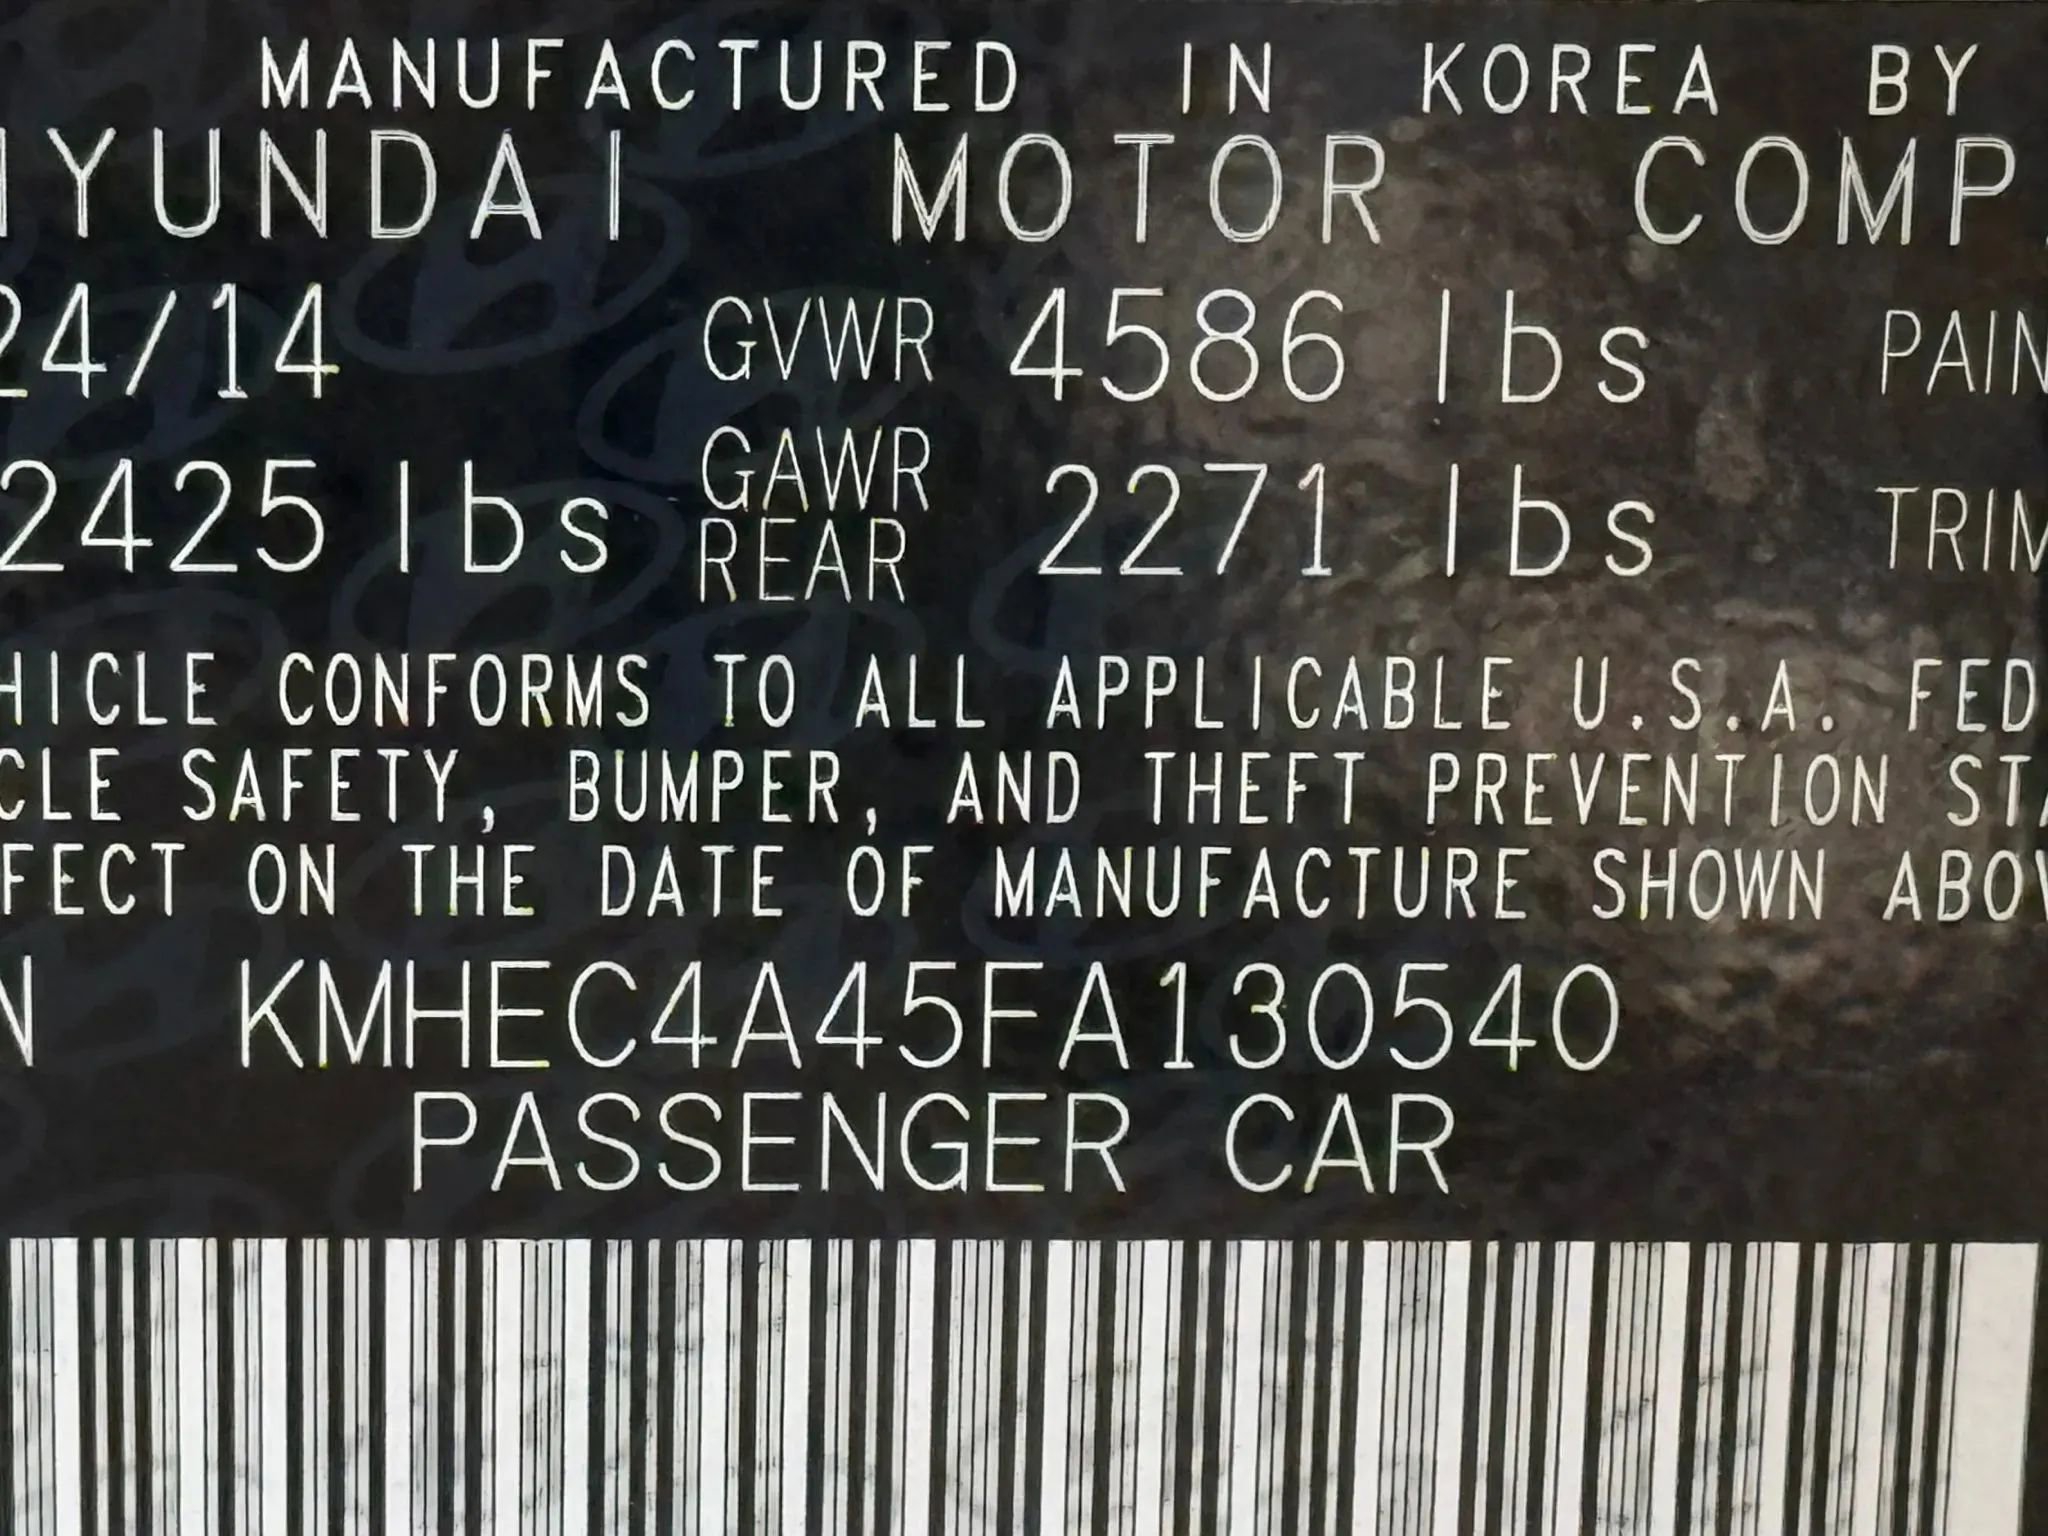 MANUFACTURED IN KOREA BY
HYUNDAI MOTOR COMP
24/14 GVWR 4586 lbs PAIN
2425 lbs GAWR REAR 2271 lbs TRIM
HICLE CONFORMS TO ALL APPLICABLE U.S.A. FED
CLE SAFETY, BUMPER, AND THEFT PREVENTION STA
FECT ON THE DATE OF MANUFACTURE SHOWN ABOV
N KMHEC4A45FA130540
PASSENGER CAR